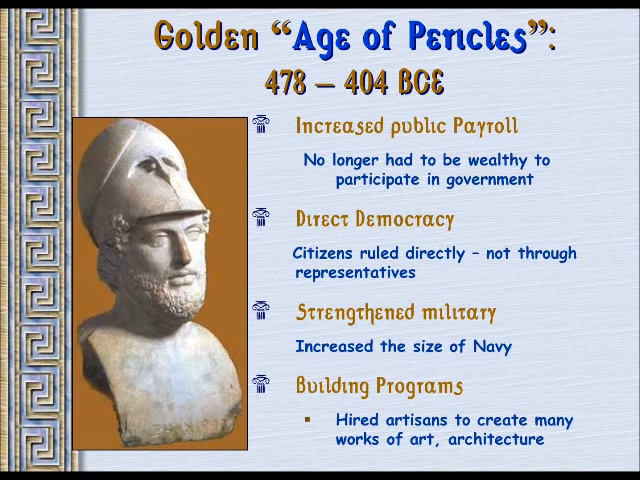 Golden “Age of Pericles”:
478 – 404 BCE
Increased public Payroll
No longer had to be wealthy to
participate in government
Direct Democracy
Citizens ruled directly – not through
representatives
Strengthened military
Increased the size of Navy
Building Programs
Hired artisans to create many
works of art, architecture